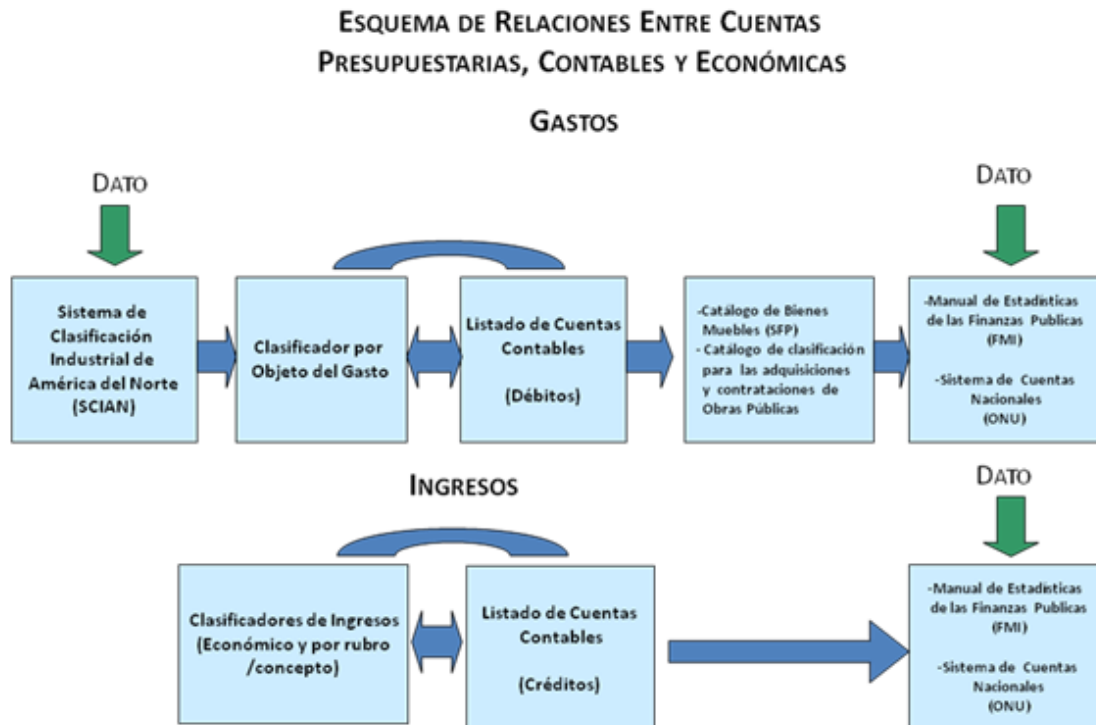 ESQUEMA DE RELACIONES ENTRE CUENTAS
PRESUPUESTARIAS, CONTABLES Y ECONÓMICAS
GASTOS
DATO
DATO
Sistema de
Clasificación
Industrial de
América del Norte
(SCIAN)
Clasificador por
Objeto del Gasto
Listado de Cuentas
Contables
(Débitos)
-Catálogo de Bienes
Muebles (SFP)
- Catálogo de clasificación
para las adquisiciones
y contrataciones de
Obras Públicas
-Manual de Estadísticas
de las Finanzas Publicas
(FMI)
-Sistema de Cuentas
Nacionales
(ONU)
INGRESOS
DATO
Clasificadores de Ingresos
(Económico y por rubro
/concepto)
Listado de Cuentas
Contables
(Créditos)
-Manual de Estadísticas
de las Finanzas Publicas
(FMI)
-Sistema de Cuentas
Nacionales
(ONU)